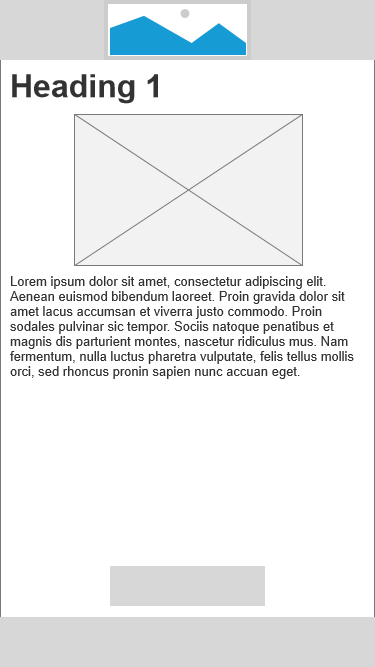 Heading 1
Lorem ipsum dolor sit amet, consectetur adipiscing elit.
Aenean euismod bibendum laoreet. Proin gravida dolor sit
amet lacus accumsan et viverra justo commodo. Proin
sodales pulvinar sic tempor. Sociis natoque penatibus et
magnis dis parturient montes, nascetur ridiculus mus. Nam
fermentum, nulla luctus pharetra vulputate, felis tellus mollis
orci, sed rhoncus pronin sapien nunc accuan eget.